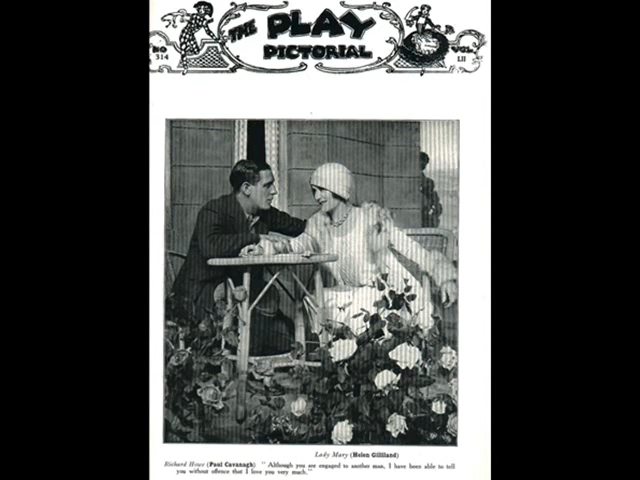 THE PLAY
PICTORIAL
NO
314
VOL
LII
Lady Mary (Helen Gilliland)
Richard Howe (Paul Cavanagh) " Although you are engaged to another man, I have been able to tell
you without offence that I love you very much."